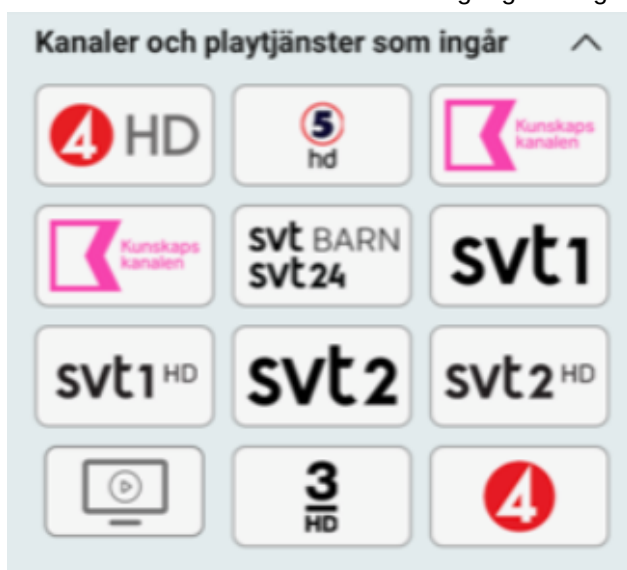 Kanaler och playtjänster som ingår
4 HD
5
hd
Kunskaps
kanalen
Kunskaps
kanalen
svt BARN
svt24
svt1
svt1 HD
svt2
svt2 HD
3
HD
4